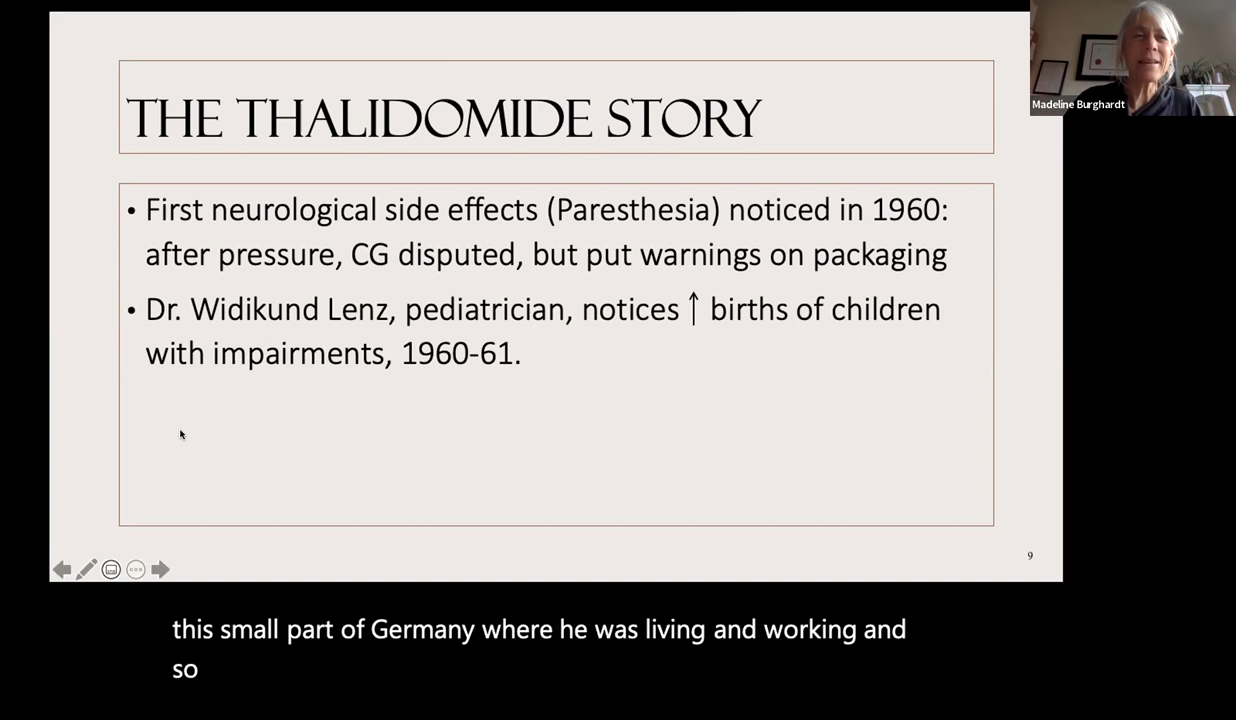 THE THALIDOMIDE STORY
Madeline Burghardt
• First neurological side effects (Paresthesia) noticed in 1960:
after pressure, CG disputed, but put warnings on packaging
• Dr. Widikund Lenz, pediatrician, notices ↑ births of children
with impairments, 1960-61.
9
this small part of Germany where he was living and working and
so